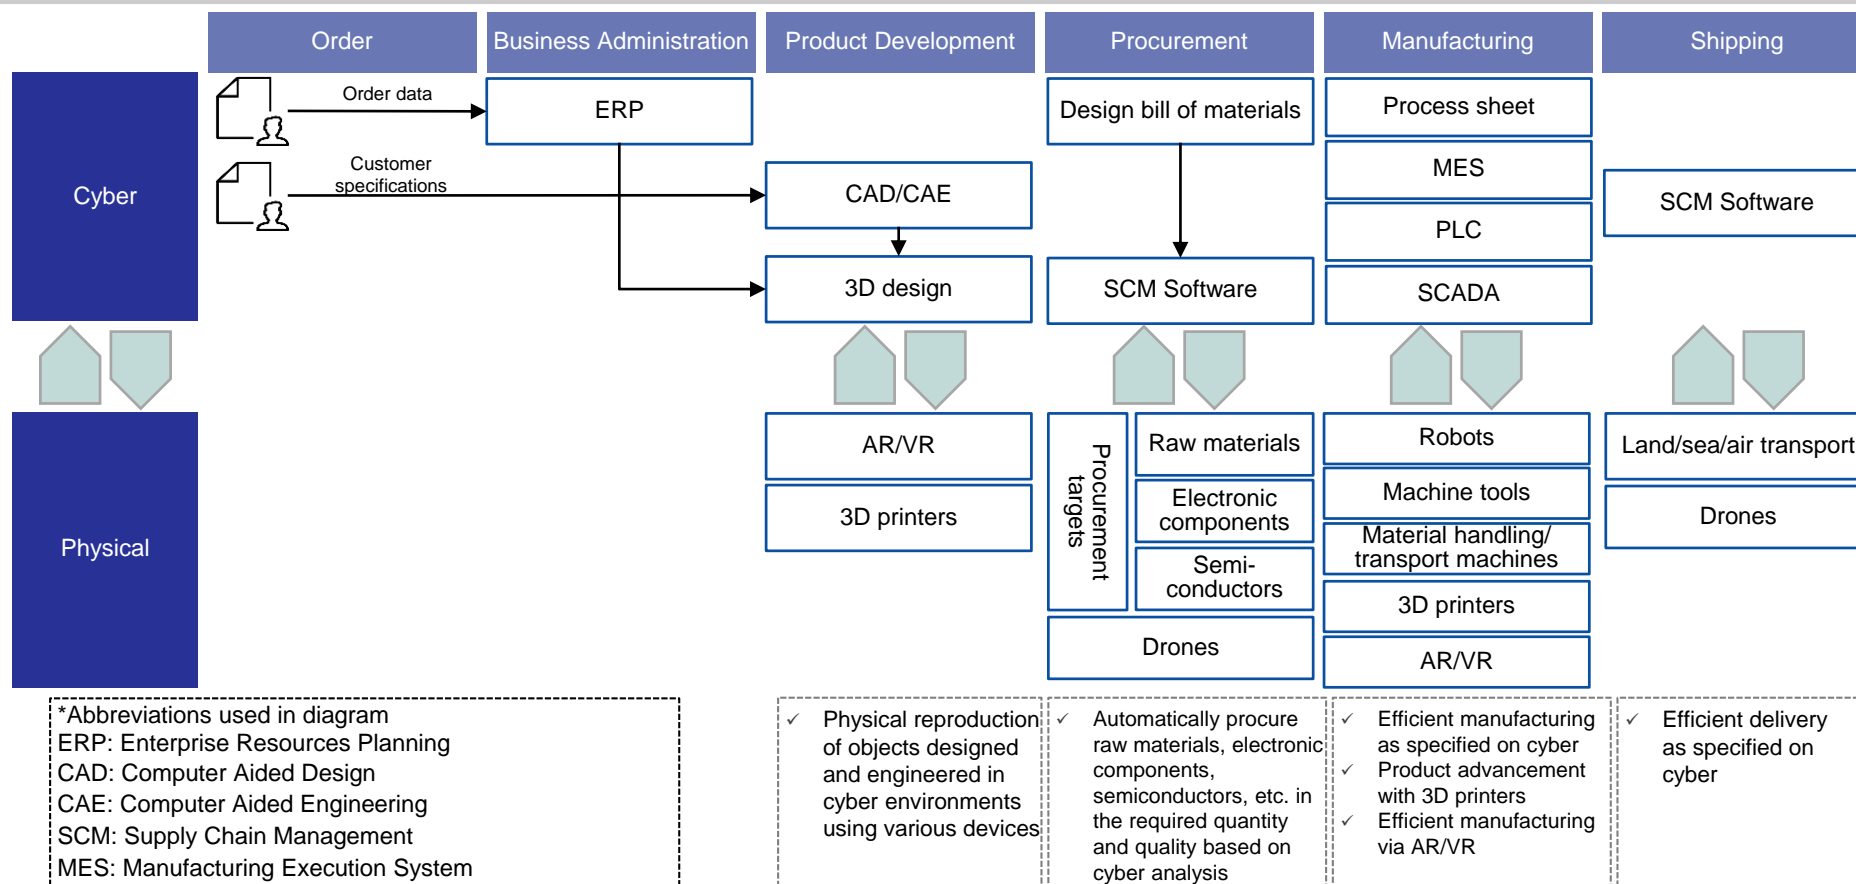 Order
Business Administration
Product Development
Procurement
Manufacturing
Shipping
Cyber
Order data
Customer
specifications
ERP
CAD/CAE
3D design
Design bill of materials
SCM Software
Process sheet
MES
PLC
SCADA
SCM Software
Physical
AR/VR
3D printers
Procurement
targets
Raw materials
Electronic
components
Semi-
conductors
Drones
Robots
Machine tools
Material handling/
transport machines
3D printers
AR/VR
Land/sea/air transport
Drones
*Abbreviations used in diagram
ERP: Enterprise Resources Planning
CAD: Computer Aided Design
CAE: Computer Aided Engineering
SCM: Supply Chain Management
MES: Manufacturing Execution System
✓ Physical reproduction
of objects designed
and engineered in
cyber environments
using various devices
✓ Automatically procure
raw materials, electronic
components,
semiconductors, etc. in
the required quantity
and quality based on
cyber analysis
✓ Efficient manufacturing
as specified on cyber
✓ Product advancement
with 3D printers
✓ Efficient manufacturing
via AR/VR
✓ Efficient delivery
as specified on
cyber